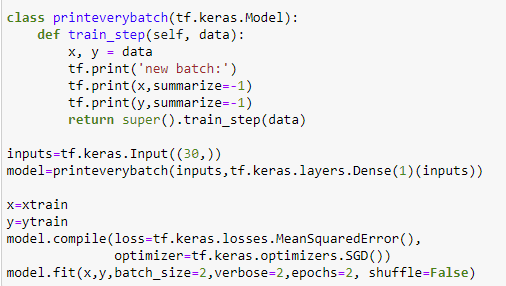 class printeverybatch(tf.keras.Model):
    def train_step(self, data):
        x, y = data
        tf.print('new batch:')
        tf.print(x,summarize=-1)
        tf.print(y,summarize=-1)
        return super().train_step(data)

inputs=tf.keras.Input((30,))
model=printeverybatch(inputs,tf.keras.layers.Dense(1)(inputs))

x=xtrain
y=ytrain
model.compile(loss=tf.keras.losses.MeanSquaredError(),
              optimizer=tf.keras.optimizers.SGD())
model.fit(x,y,batch_size=2,verbose=2,epochs=2, shuffle=False)